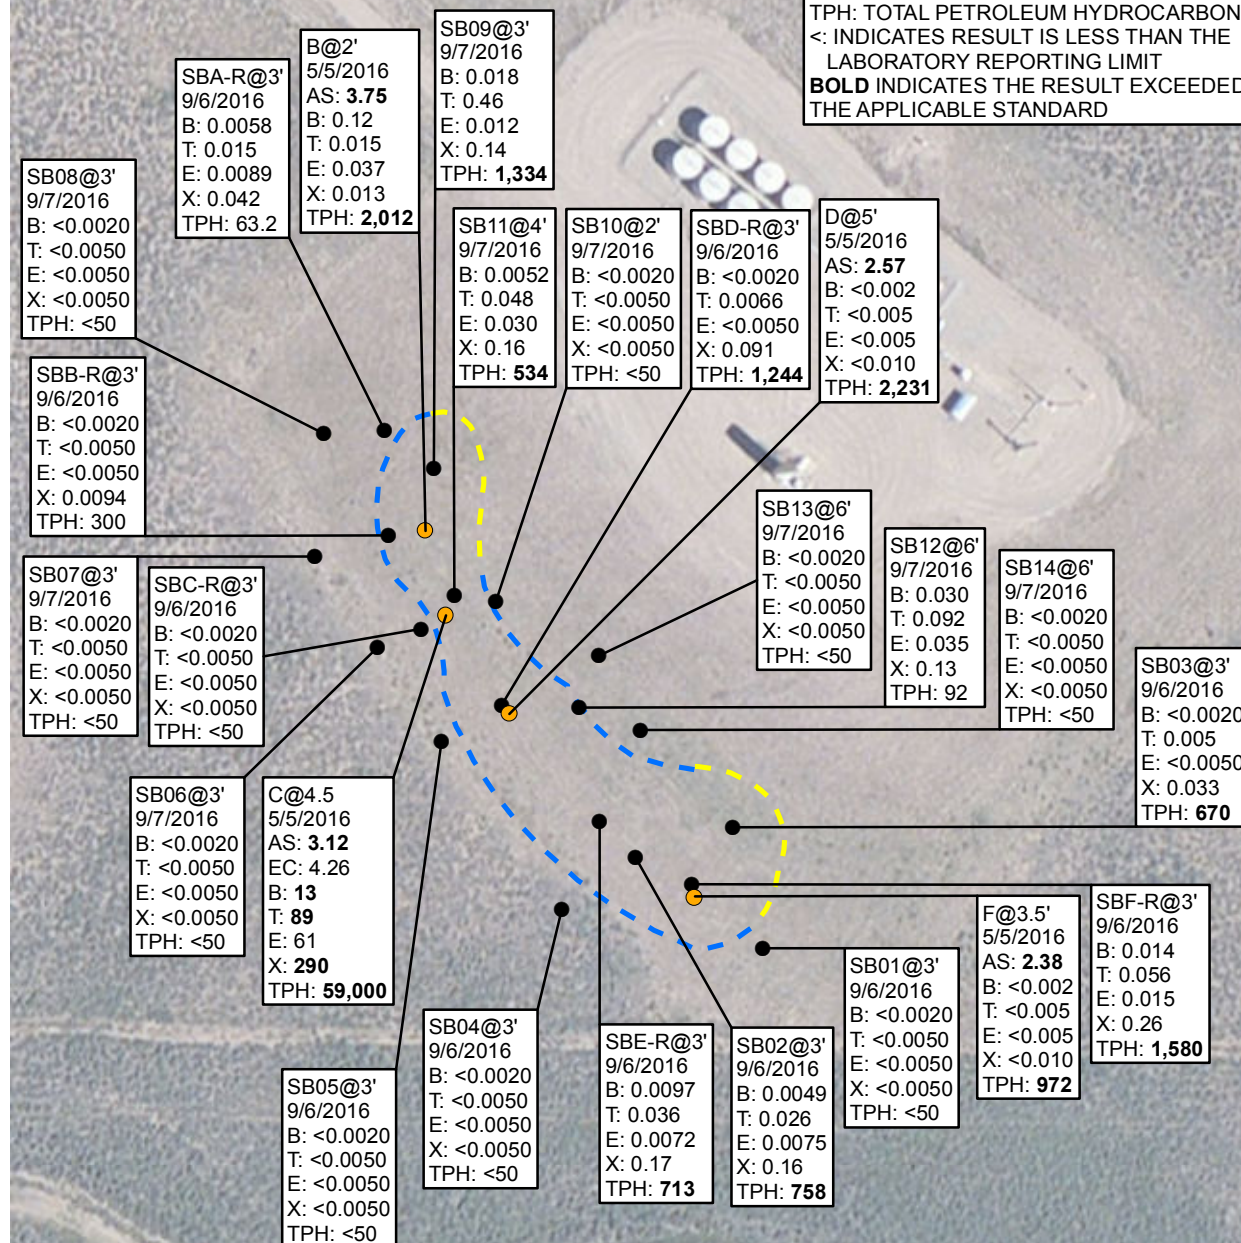 TPH: TOTAL PETROLEUM HYDROCARBON
<: INDICATES RESULT IS LESS THAN THE
LABORATORY REPORTING LIMIT
BOLD INDICATES THE RESULT EXCEEDED
THE APPLICABLE STANDARD
SB09@3'
9/7/2016
B: 0.018
T: 0.46
E: 0.012
X: 0.14
TPH: 1,334
B@2'
5/5/2016
AS: 3.75
B: 0.12
T: 0.015
E: 0.037
X: 0.013
TPH: 2,012
SBA-R@3'
9/6/2016
B: 0.0058
T: 0.015
E: 0.0089
X: 0.042
TPH: 63.2
SB08@3'
9/7/2016
B: <0.0020
T: <0.0050
E: <0.0050
X: <0.0050
TPH: <50
SB11@4'
9/7/2016
B: 0.0052
T: 0.048
E: 0.030
X: 0.16
TPH: 534
SB10@2'
9/7/2016
B: <0.0020
T: <0.0050
E: <0.0050
X: <0.0050
TPH: <50
SBD-R@3'
9/6/2016
B: <0.0020
T: 0.0066
E: <0.0050
X: 0.091
TPH: 1,244
D@5'
5/5/2016
AS: 2.57
B: <0.002
T: <0.005
E: <0.005
X: <0.010
TPH: 2,231
SBB-R@3'
9/6/2016
B: <0.0020
T: <0.0050
E: <0.0050
X: 0.0094
TPH: 300
SB13@6'
9/7/2016
B: <0.0020
T: <0.0050
E: <0.0050
X: <0.0050
TPH: <50
SB12@6'
9/7/2016
B: 0.030
T: 0.092
E: 0.035
X: 0.13
TPH: 92
SB14@6'
9/7/2016
B: <0.0020
T: <0.0050
E: <0.0050
X: <0.0050
TPH: <50
SB07@3'
9/7/2016
B: <0.0020
T: <0.0050
E: <0.0050
X: <0.0050
TPH: <50
SBC-R@3'
9/6/2016
B: <0.0020
T: <0.0050
E: <0.0050
X: <0.0050
TPH: <50
SB03@3'
9/6/2016
B: <0.0020
T: 0.005
E: <0.0050
X: 0.033
TPH: 670
SB06@3'
9/7/2016
B: <0.0020
T: <0.0050
E: <0.0050
X: <0.0050
TPH: <50
C@4.5
5/5/2016
AS: 3.12
EC: 4.26
B: 13
T: 89
E: 61
X: 290
TPH: 59,000
SBF-R@3'
9/6/2016
B: 0.014
T: 0.056
E: 0.015
X: 0.26
TPH: 1,580
F@3.5'
5/5/2016
AS: 2.38
B: <0.002
T: <0.005
E: <0.005
X: <0.010
TPH: 972
SB01@3'
9/6/2016
B: <0.0020
T: <0.0050
E: <0.0050
X: <0.0050
TPH: <50
SB04@3'
9/6/2016
B: <0.0020
T: <0.0050
E: <0.0050
X: <0.0050
TPH: <50
SBE-R@3'
9/6/2016
B: 0.0097
T: 0.036
E: 0.0072
X: 0.17
TPH: 713
SB02@3'
9/6/2016
B: 0.0049
T: 0.026
E: 0.0075
X: 0.16
TPH: 758
SB05@3'
9/6/2016
B: <0.0020
T: <0.0050
E: <0.0050
X: <0.0050
TPH: <50